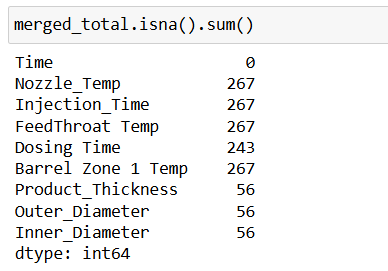 merged_total.isna().sum()
Time 0
Nozzle_Temp 267
Injection_Time 267
FeedThroat Temp 267
Dosing Time 243
Barrel Zone 1 Temp 267
Product_Thickness 56
Outer_Diameter 56
Inner_Diameter 56
dtype: int64